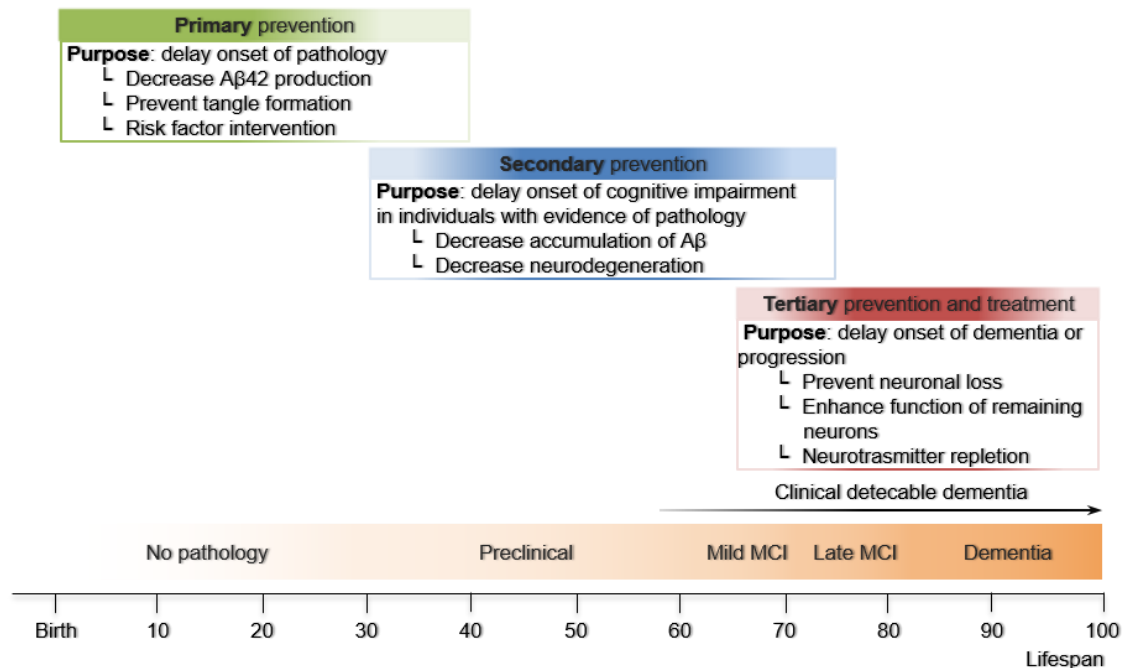 Primary prevention
Purpose: delay onset of pathology
└ Decrease Aβ42 production
└ Prevent tangle formation
└ Risk factor intervention
Secondary prevention
Purpose: delay onset of cognitive impairment
in individuals with evidence of pathology
└ Decrease accumulation of Aβ
└ Decrease neurodegeneration
Tertiary prevention and treatment
Purpose: delay onset of dementia or
progression
└ Prevent neuronal loss
└ Enhance function of remaining
neurons
└ Neurotrasmitter repletion
Clinical detecable dementia
No pathology Preclinical Mild MCI Late MCI Dementia
Birth 10 20 30 40 50 60 70 80 90 100
Lifespan